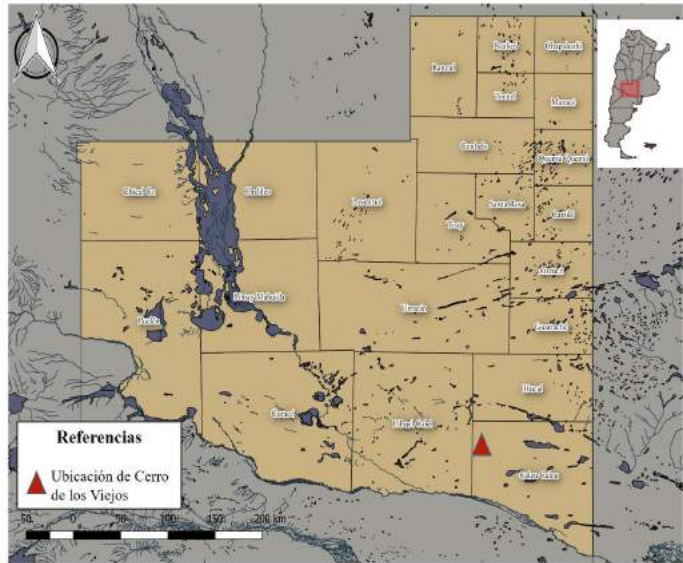 Rancul
Realicó
Chapaleufú
Trenel
Maracó
Conhelo
Quemú Quemú
Chical Co
Chalileo
Loventué
Toay
Santa Rosa
Catriló
Atreucó
Puelén
Limay Mahuida
Utracán
Guatraché
Curacó
Lihuel Calel
Hucal
Caleu Caleu
Referencias
Ubicación de Cerro
de los Viejos
50 0 50 100 150 200 km